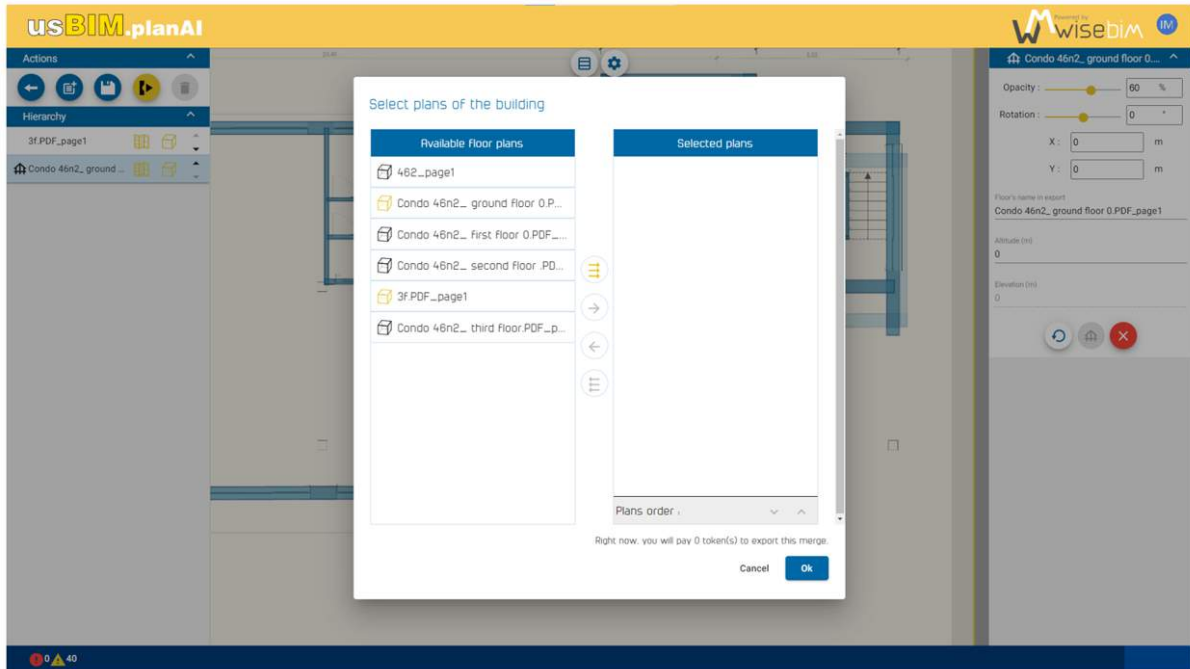 usBIM.planAI
Powered by
wisebim
IM
Actions
Hierarchy
3f.PDF_page1
Condo 46n2_ ground ...
Select plans of the building
Available floor plans
462_page1
Condo 46n2_ ground floor 0.P...
Condo 46n2_ first floor 0.PDF_...
Condo 46n2_ second floor .PD...
3f.PDF_page1
Condo 46n2_ third floor.PDF_p...
Selected plans
Plans order :
Right now, you will pay 0 token(s) to export this merge.
Cancel
Ok
Condo 46n2_ ground floor 0....
Opacity :
60 %
Rotation :
0 °
X : 0 m
Y : 0 m
Floor's name in export
Condo 46n2_ ground floor 0.PDF_page1
Altitude (m)
0
Elevation (m)
0
0
40